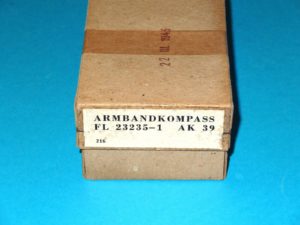 22 III. 1945
ARMBANDKOMPASS
FL 23235-1 AK 39
216